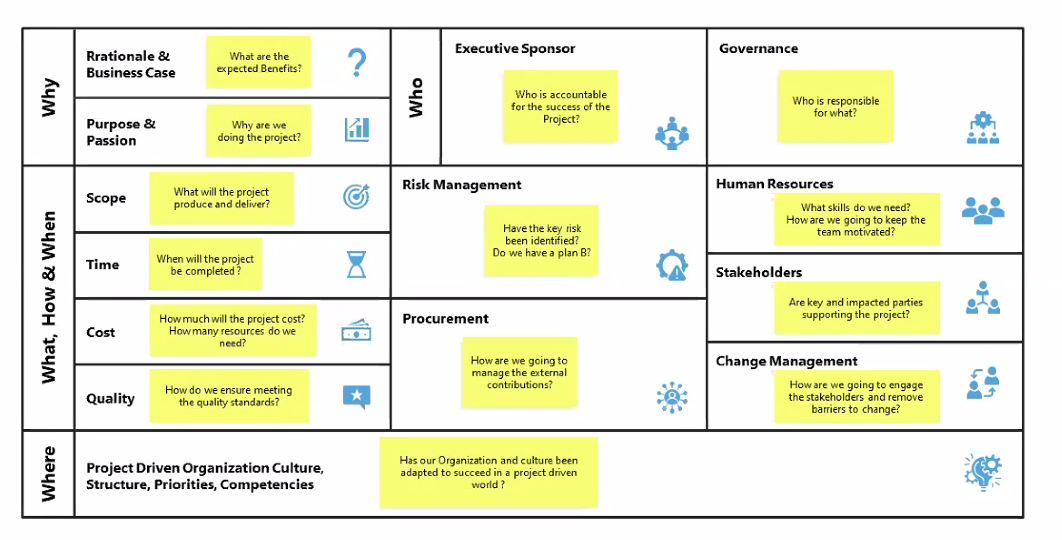 Why
Rrationale &
Business Case
What are the
expected Benefits?
Purpose &
Passion
Why are we
doing the project?
Who
Executive Sponsor
Who is accountable
for the success of the
Project?
Governance
Who is responsible
for what?
What, How & When
Scope
What will the project
produce and deliver?
Time
When will the project
be completed ?
Cost
How much will the project cost?
How many resources do we
need?
Quality
How do we ensure meeting
the quality standards?
Risk Management
Have the key risk
been identified?
Do we have a plan B?
Procurement
How are we going to
manage the external
contributions?
Human Resources
What skills do we need?
How are we going to keep the
team motivated?
Stakeholders
Are key and impacted parties
supporting the project?
Change Management
How are we going to engage
the stakeholders and remove
barriers to change?
Where
Project Driven Organization Culture,
Structure, Priorities, Competencies
Has our Organization and culture been
adapted to succeed in a project driven
world ?